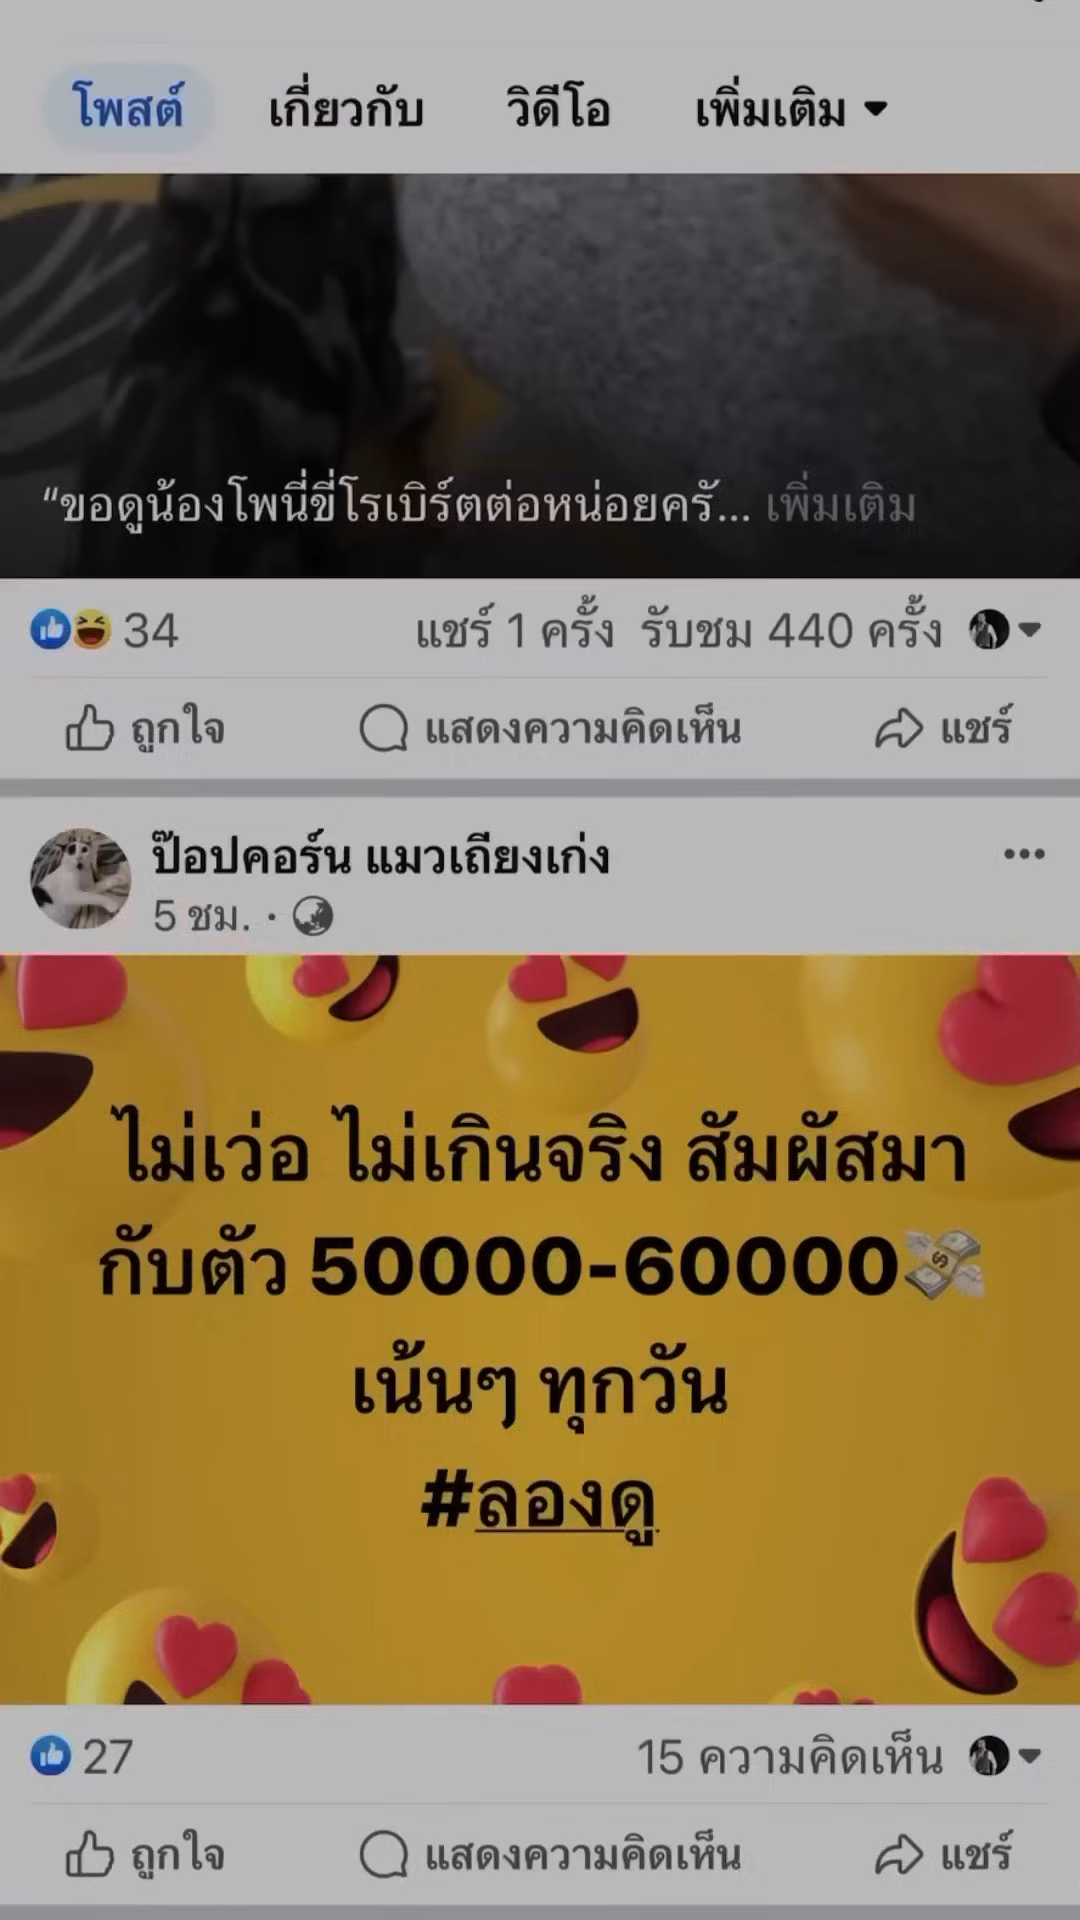 โพสต์ เกี่ยวกับ วิดีโอ เพิ่มเติม
“ขอดูน้องโพนี่ขี่โรเบิร์ตต่อหน่อยครั... เพิ่มเติม
34 แชร์ 1 ครั้ง รับชม 440 ครั้ง
ถูกใจ แสดงความคิดเห็น แชร์
ป๊อปคอร์น แมวเถียงเก่ง
5 ชม. ·
ไม่เว่อ ไม่เกินจริง สัมผัสมา
กับตัว 50000-60000💸
เน้นๆ ทุกวัน
#ลองดู
27 15 ความคิดเห็น
ถูกใจ แสดงความคิดเห็น แชร์